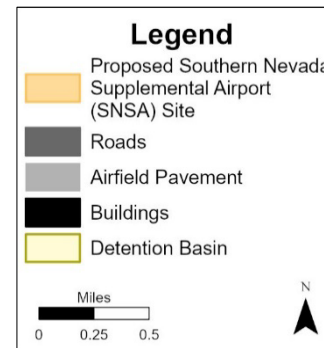 Legend
Proposed Southern Nevada
Supplemental Airport
(SNSA) Site
Roads
Airfield Pavement
Buildings
Detention Basin
Miles
0 0.25 0.5
N